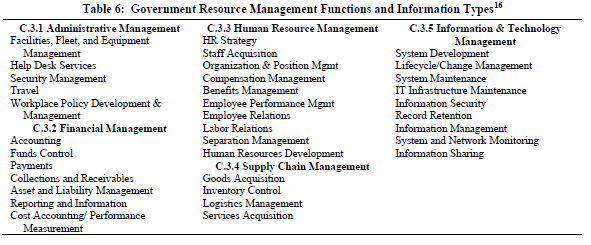 Table 6: Government Resource Management Functions and Information Types16
C.3.1 Administrative Management
Facilities, Fleet, and Equipment
Management
Help Desk Services
Security Management
Travel
Workplace Policy Development &
Management
C.3.2 Financial Management
Accounting
Funds Control
Payments
Collections and Receivables
Asset and Liability Management
Reporting and Information
Cost Accounting/ Performance
Measurement
C.3.3 Human Resource Management
HR Strategy
Staff Acquisition
Organization & Position Mgmt
Compensation Management
Benefits Management
Employee Performance Mgmt
Employee Relations
Labor Relations
Separation Management
Human Resources Development
C.3.4 Supply Chain Management
Goods Acquisition
Inventory Control
Logistics Management
Services Acquisition
C.3.5 Information & Technology
Management
System Development
Lifecycle/Change Management
System Maintenance
IT Infrastructure Maintenance
Information Security
Record Retention
Information Management
System and Network Monitoring
Information Sharing